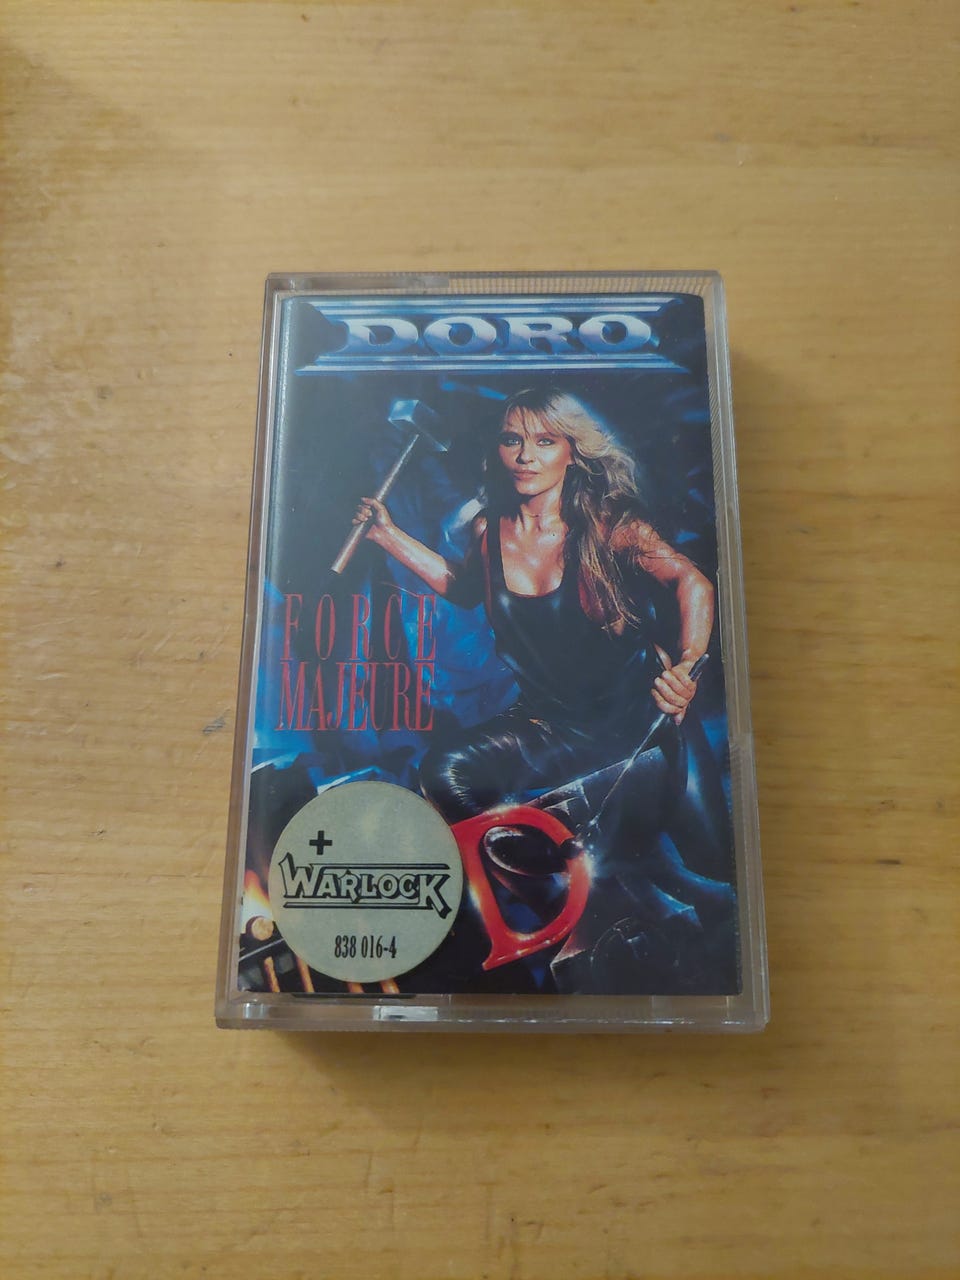 DORO
FORCE
MAJEURE
D
+
WARLOCK
838 016-4